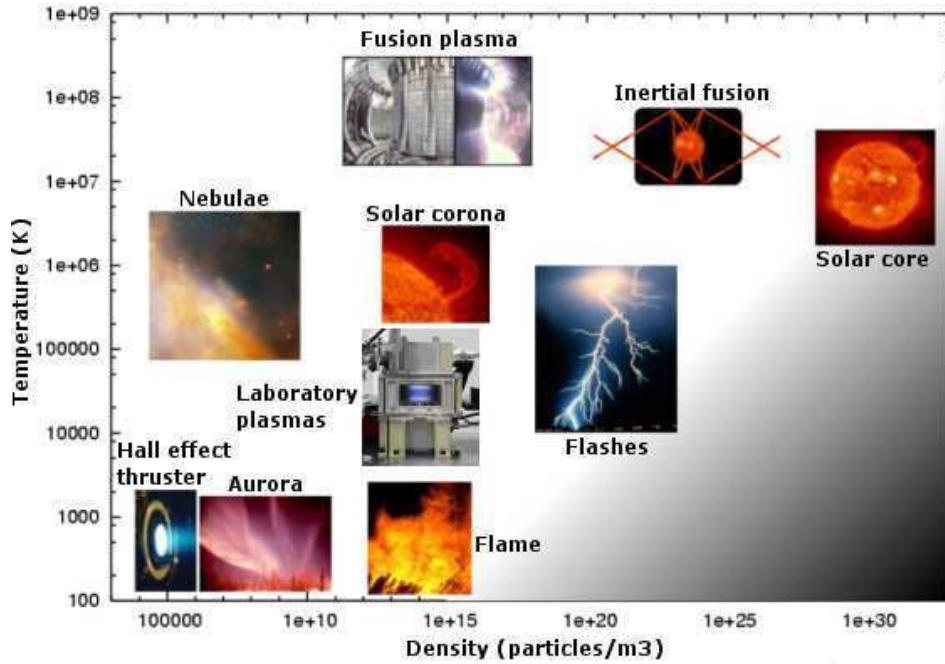 1e+09
Fusion plasma
1e+08
Inertial fusion
1e+07
Nebulae
Solar corona
Solar core
1e+06
Temperature (K)
100000
Laboratory
plasmas
10000
Flashes
Hall effect
thruster
Aurora
1000
Flame
100
100000
1e+10
1e+15
1e+20
1e+25
1e+30
Density (particles/m3)